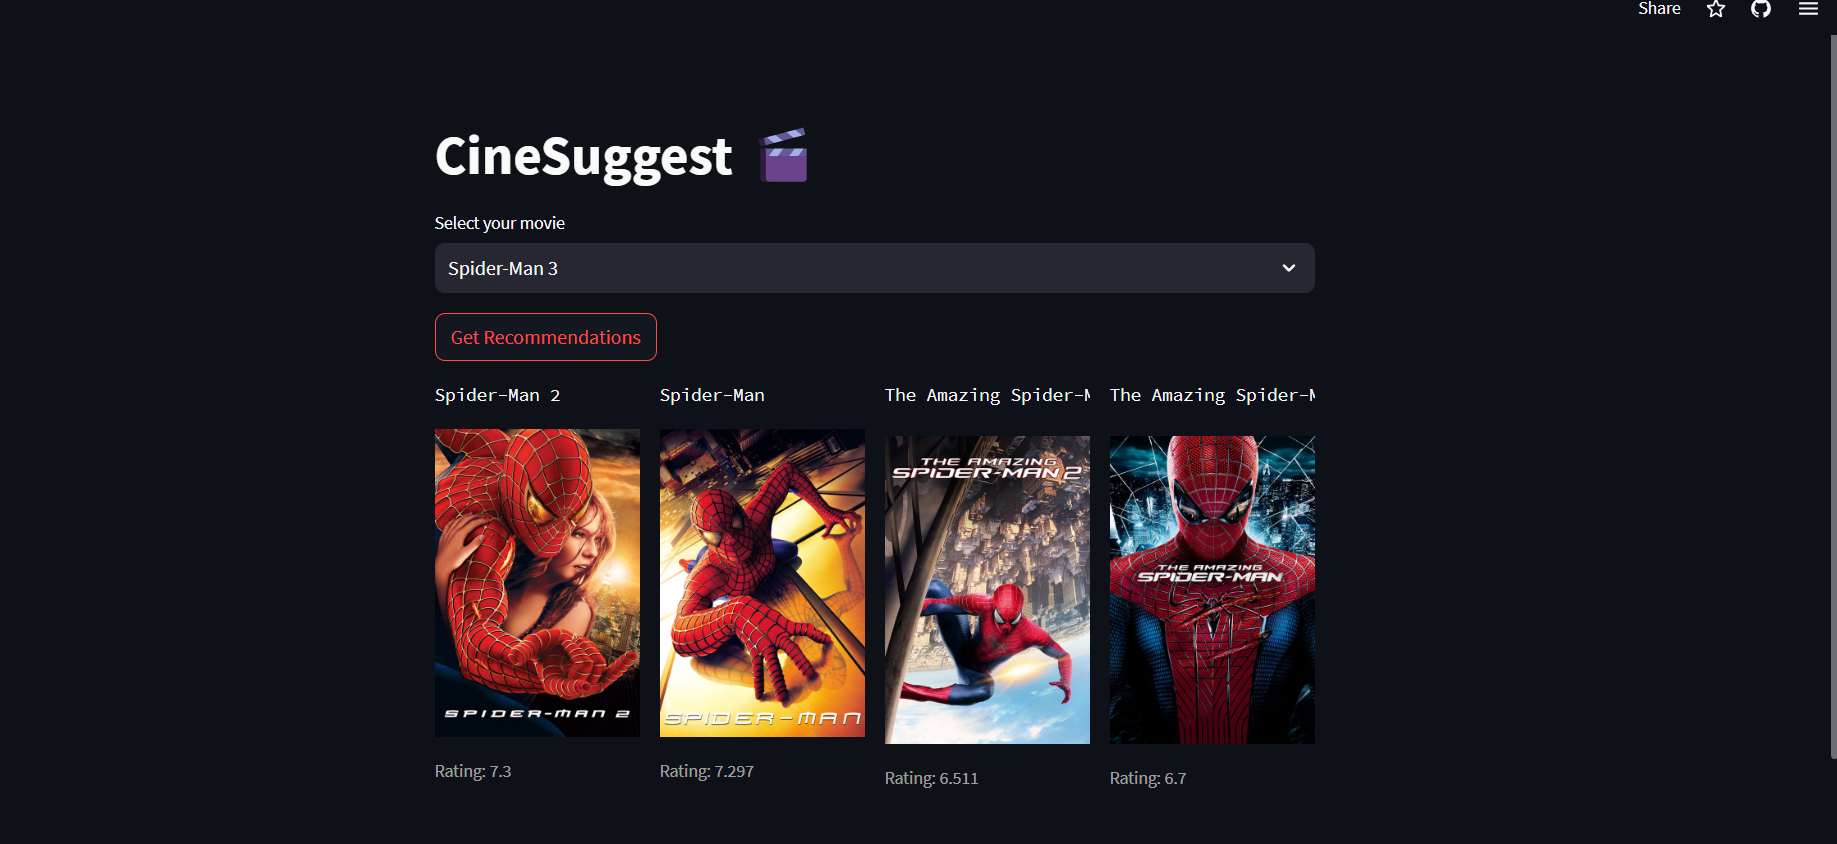 Share
CineSuggest
Select your movie
Spider-Man 3
Get Recommendations
Spider-Man 2
Spider-Man
The Amazing Spider-M
The Amazing Spider-M
SPIDER-MAN 2
SPIDER-MAN
THE AMAZING
SPIDER-MAN 2
THE AMAZING
SPIDER-MAN
Rating: 7.3
Rating: 7.297
Rating: 6.511
Rating: 6.7